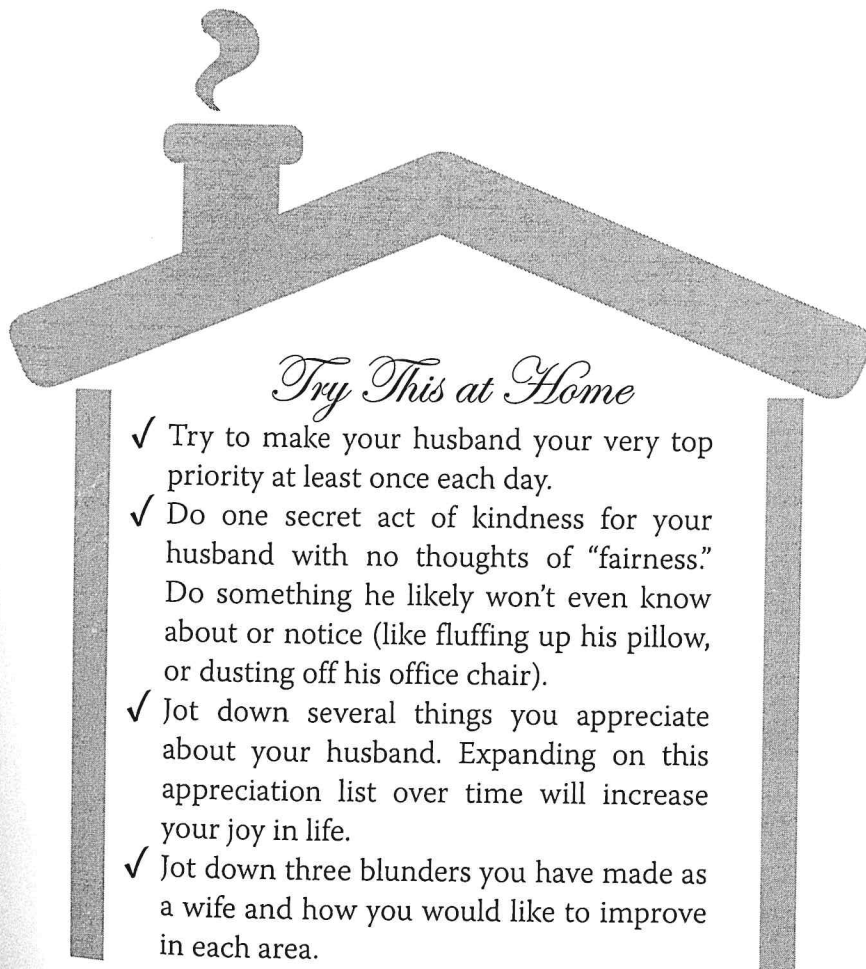 Try This at Home
√ Try to make your husband your very top
priority at least once each day.
√ Do one secret act of kindness for your
husband with no thoughts of “fairness.”
Do something he likely won’t even know
about or notice (like fluffing up his pillow,
or dusting off his office chair).
√ Jot down several things you appreciate
about your husband. Expanding on this
appreciation list over time will increase
your joy in life.
√ Jot down three blunders you have made as
a wife and how you would like to improve
in each area.